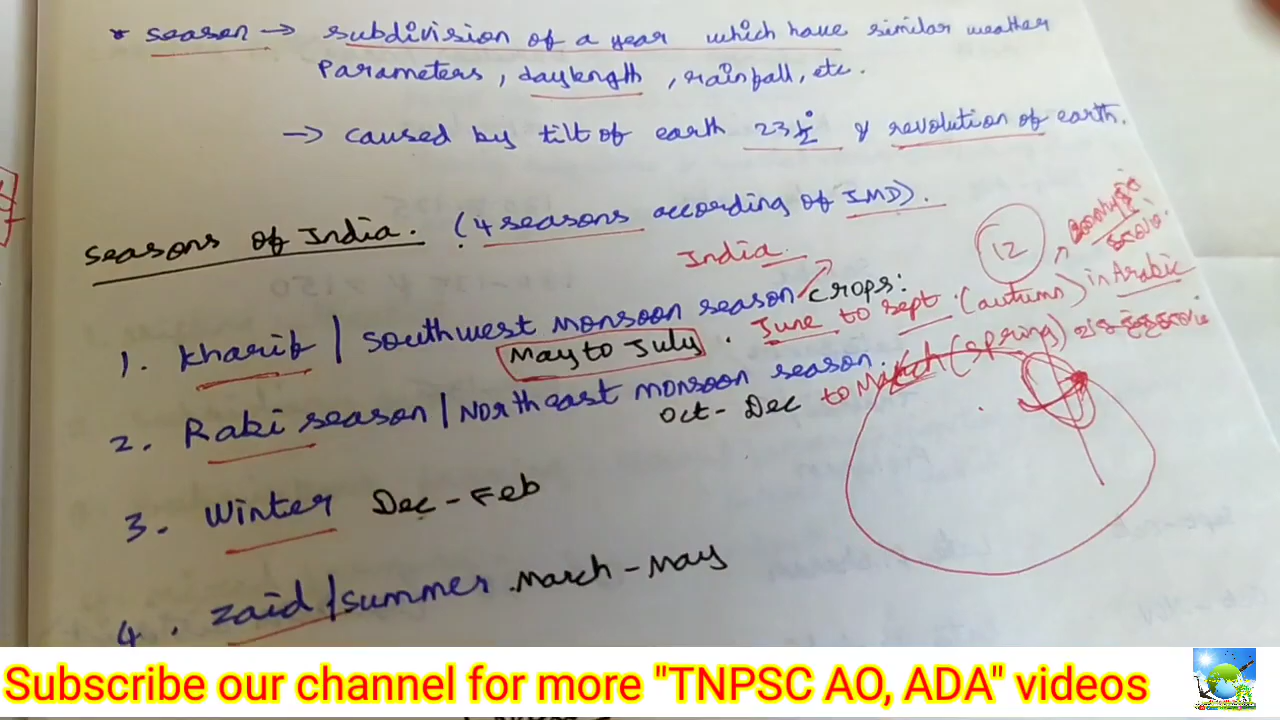 * season → subdivision of a year which have similar weather
parameters, daylength, rainfall, etc.
→ caused by tilt of earth 23½° & revolution of earth.
seasons of India. (4 seasons according of IMD).
India
12
1. Kharif / southwest monsoon season crops:
May to July. June to sept. (autumn) in Arabic
2. Rabi season / Northeast monsoon season.
Oct - Dec to March (spring)
3. Winter Dec - Feb
4. zaid / summer. March - May
Subscribe our channel for more "TNPSC AO, ADA" videos